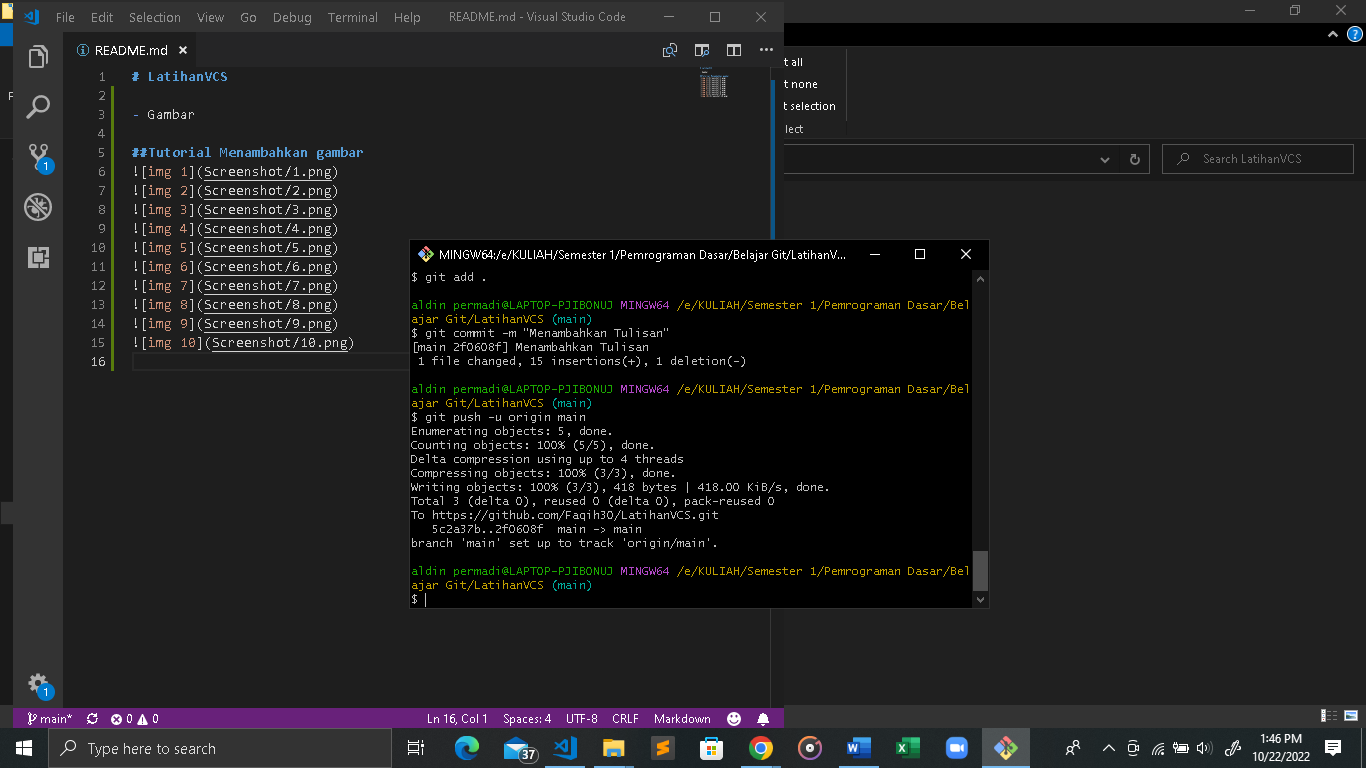 File Edit Selection View Go Debug Terminal Help README.md - Visual Studio Code
README.md
1 # LatihanVCS
2
3 - Gambar
4
5 ##Tutorial Menambahkan gambar
6 ![img 1](Screenshot/1.png)
7 ![img 2](Screenshot/2.png)
8 ![img 3](Screenshot/3.png)
9 ![img 4](Screenshot/4.png)
10 ![img 5](Screenshot/5.png)
11 ![img 6](Screenshot/6.png)
12 ![img 7](Screenshot/7.png)
13 ![img 8](Screenshot/8.png)
14 ![img 9](Screenshot/9.png)
15 ![img 10](Screenshot/10.png)
16
1
1
t all
t none
t selection
lect
Search LatihanVCS
MINGW64:/e/KULIAH/Semester 1/Pemrograman Dasar/Belajar Git/LatihanV...
$ git add .
aldin permadi@LAPTOP-PJIBONUJ MINGW64 /e/KULIAH/Semester 1/Pemrograman Dasar/Bel
ajar Git/LatihanVCS (main)
$ git commit -m "Menambahkan Tulisan"
[main 2f0608f] Menambahkan Tulisan
1 file changed, 15 insertions(+), 1 deletion(-)
aldin permadi@LAPTOP-PJIBONUJ MINGW64 /e/KULIAH/Semester 1/Pemrograman Dasar/Bel
ajar Git/LatihanVCS (main)
$ git push -u origin main
Enumerating objects: 5, done.
Counting objects: 100% (5/5), done.
Delta compression using up to 4 threads
Compressing objects: 100% (3/3), done.
Writing objects: 100% (3/3), 418 bytes | 418.00 KiB/s, done.
Total 3 (delta 0), reused 0 (delta 0), pack-reused 0
To https://github.com/Faqih30/LatihanVCS.git
5c2a37b..2f0608f main -> main
branch 'main' set up to track 'origin/main'.
aldin permadi@LAPTOP-PJIBONUJ MINGW64 /e/KULIAH/Semester 1/Pemrograman Dasar/Bel
ajar Git/LatihanVCS (main)
$
main* 0 0 Ln 16, Col 1 Spaces: 4 UTF-8 CRLF Markdown
Type here to search
37
1:46 PM
10/22/2022